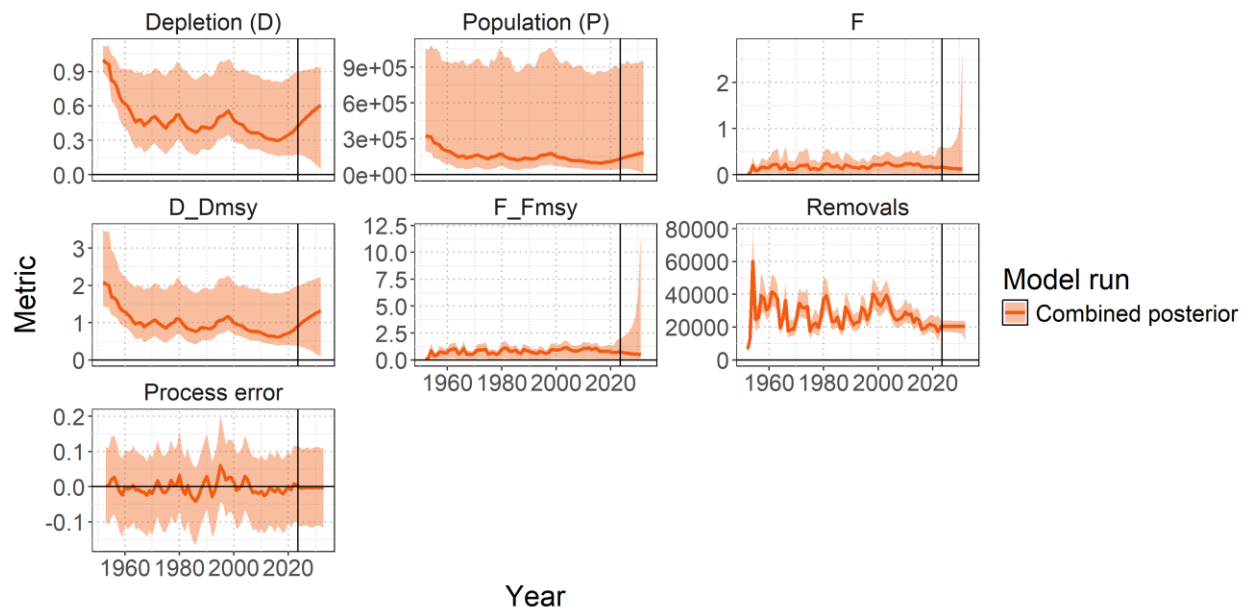 Depletion (D)
Population (P)
F
0.9
0.6
0.3
0.0
9e+05
6e+05
3e+05
0e+00
2
1
0
D_Dmsy
F_Fmsy
Removals
3
2
1
0
12.5
10.0
7.5
5.0
2.5
0.0
80000
60000
40000
20000
0
1960 1980 2000 2020
1960 1980 2000 2020
Process error
0.2
0.1
0.0
-0.1
1960 1980 2000 2020
Metric
Year
Model run
Combined posterior